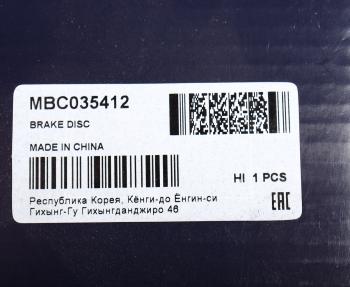 MBC035412
BRAKE DISC
MADE IN CHINA
HI 1 PCS
Республика Корея, Кёнги-до Ёнгин-си
Гихынг-Гу Гихынгданджиро 46
EAC